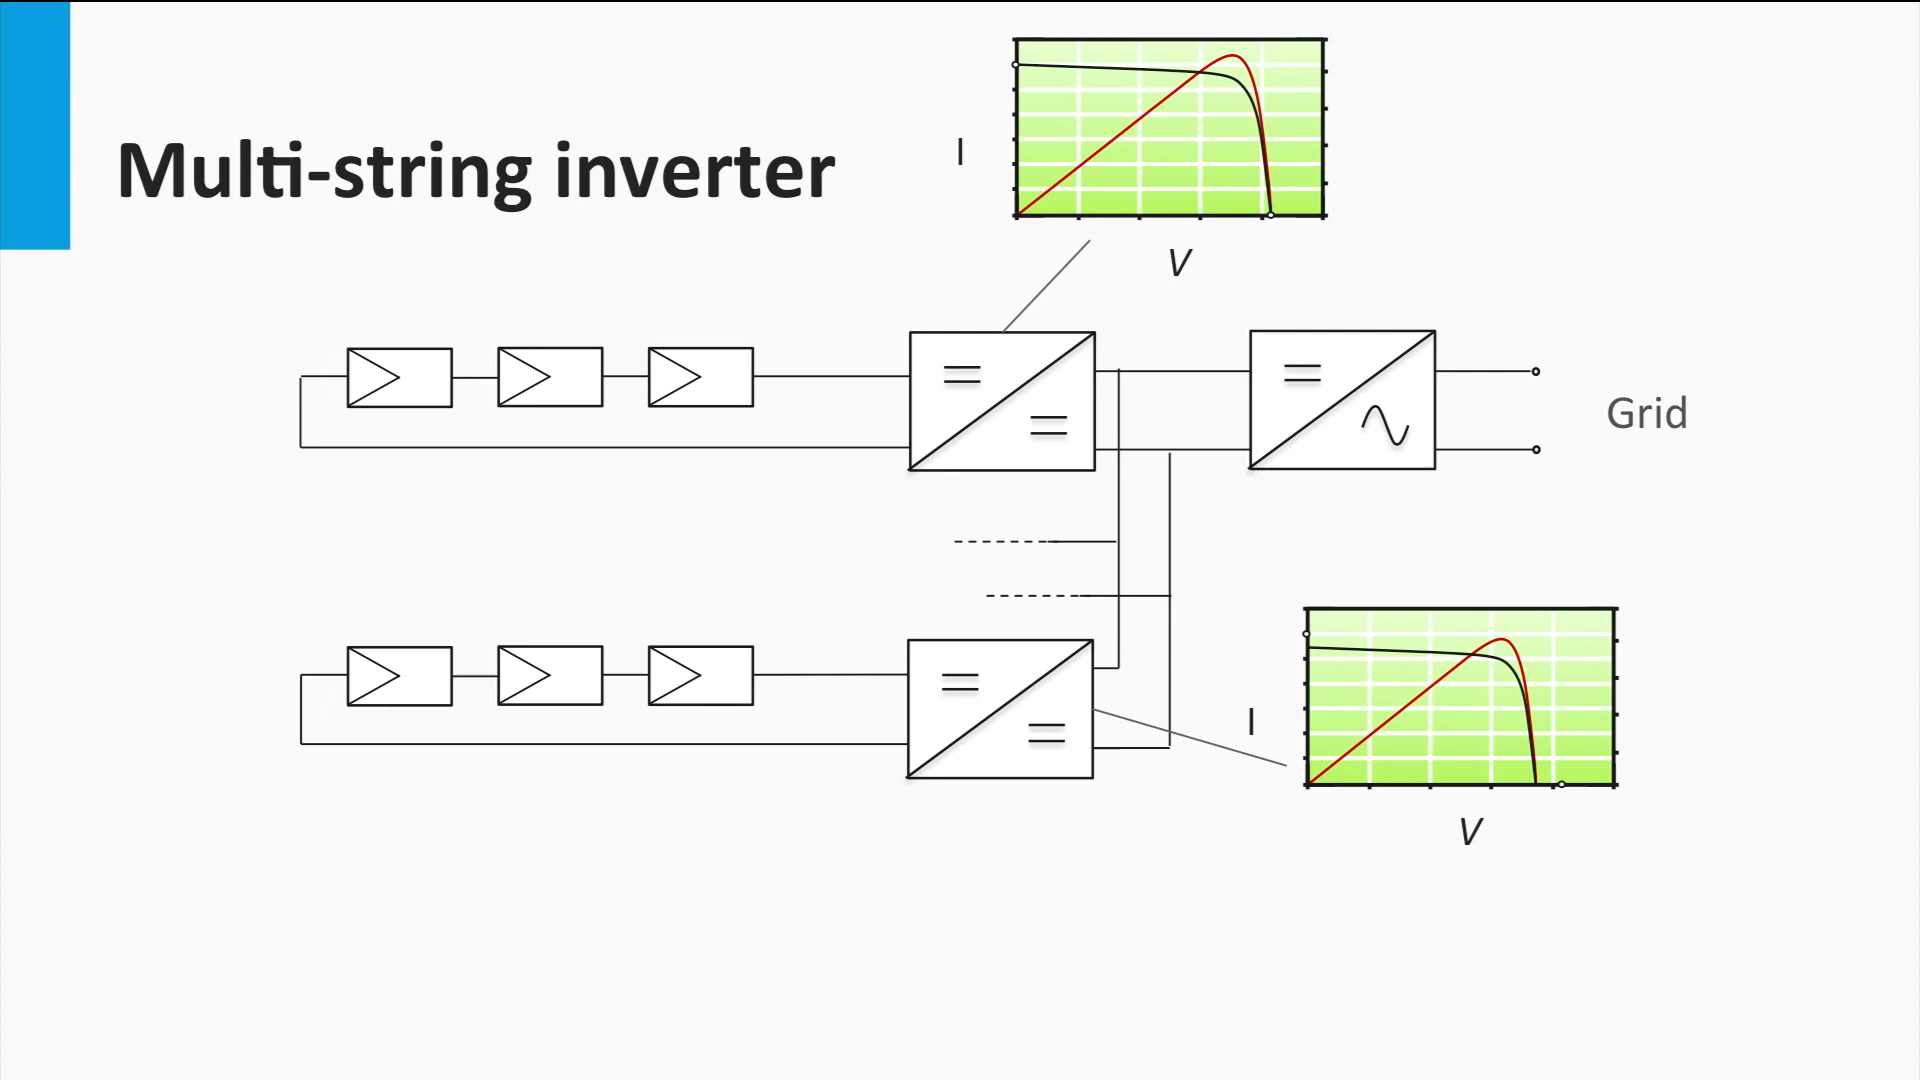 Multi-string inverter
I
V
Grid
I
V